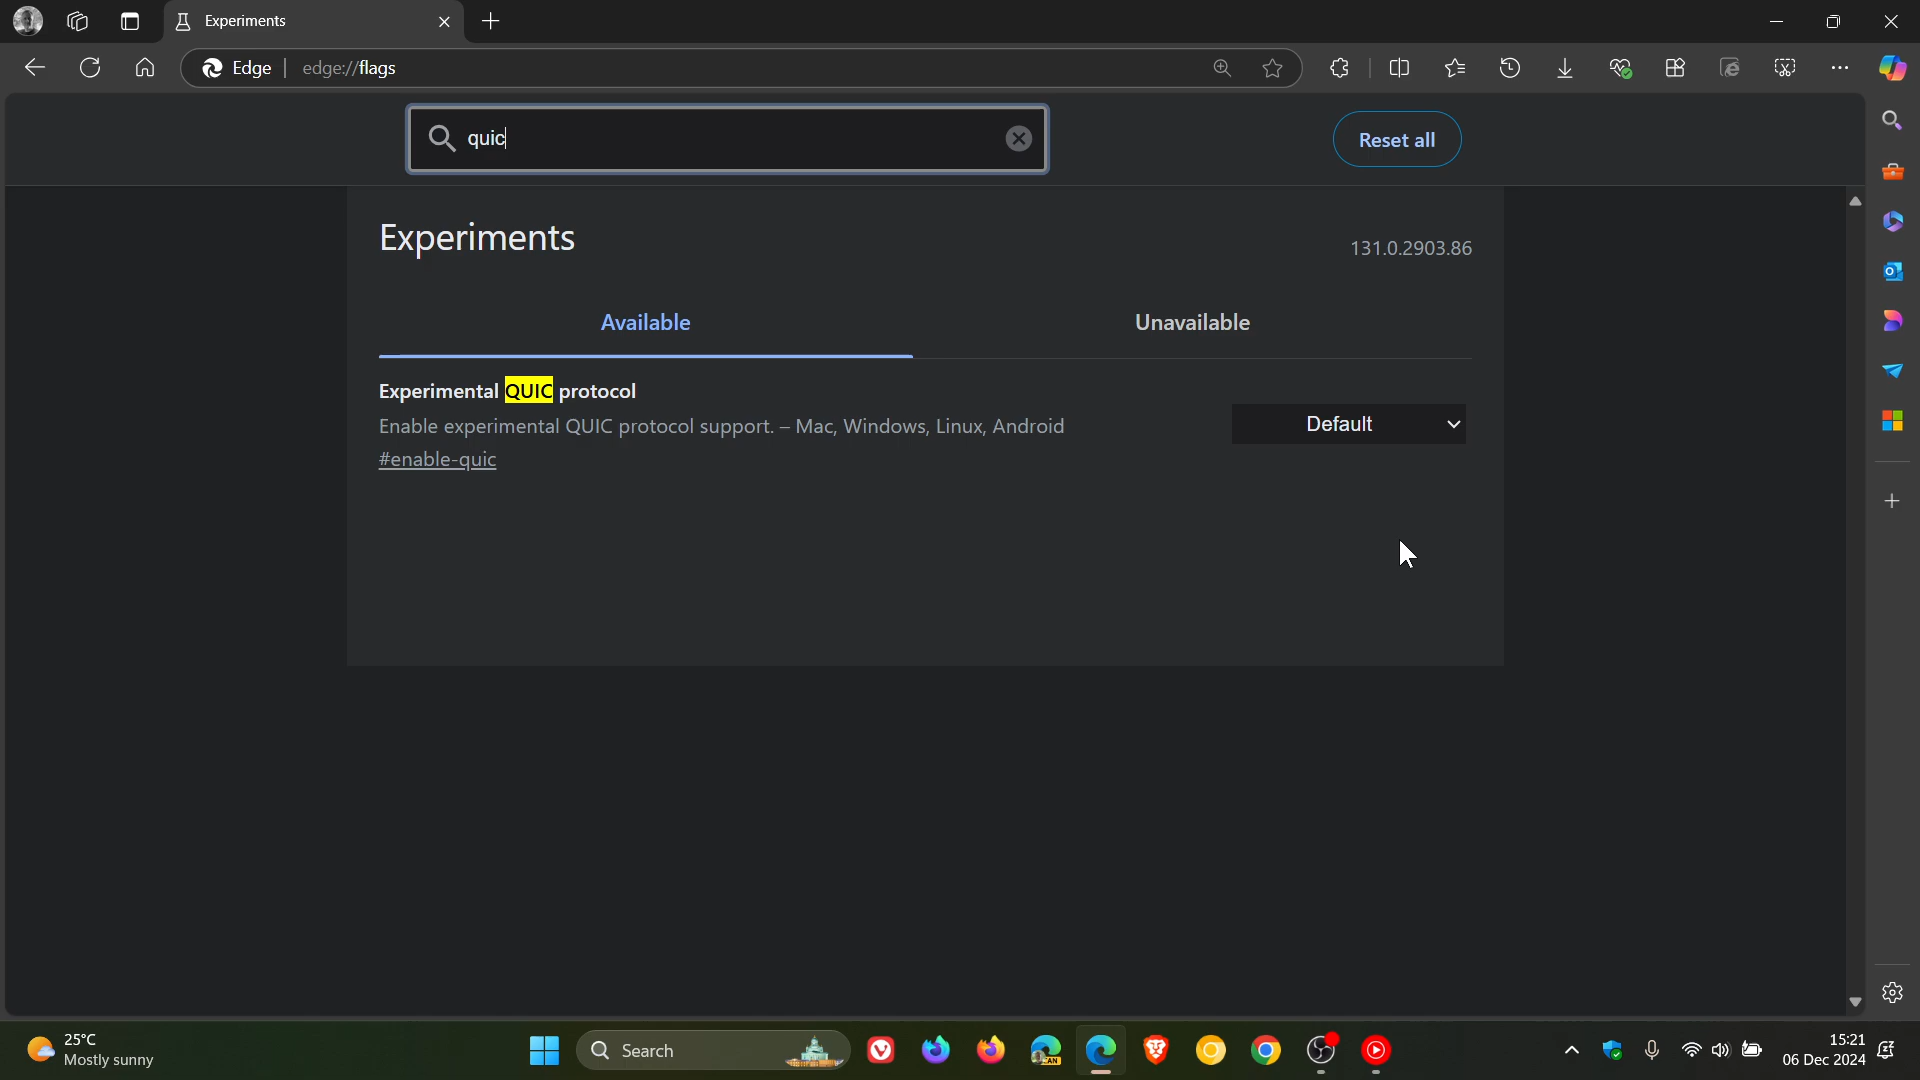 Experiments
Edge | edge://flags
quic
Reset all
Experiments
131.0.2903.86
Available
Unavailable
Experimental QUIC protocol
Enable experimental QUIC protocol support. – Mac, Windows, Linux, Android
Default
#enable-quic
25°C
Mostly sunny
Search
CAN
15:21
06 Dec 2024